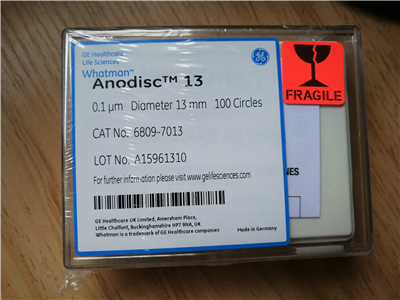 GE Healthcare
Life Sciences
Whatman™
Anodisc™ 13
0.1 µm Diameter 13 mm 100 Circles
CAT No. 6809-7013
LOT No. A15961310
For further information please visit www.gelifesciences.com
GE Healthcare UK Limited, Amersham Place,
Little Chalfont, Buckinghamshire HP7 9NA, UK
Whatman is a trademark of GE Healthcare companies
Made in Germany
FRAGILE